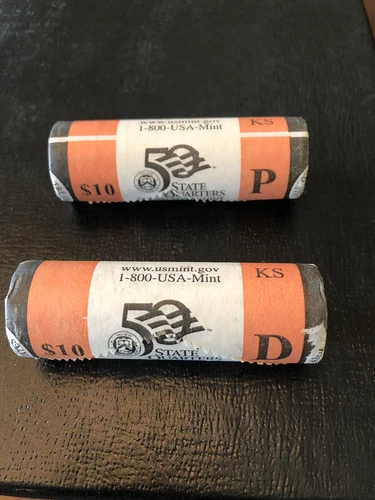 www.usmint.gov
KS
1-800-USA-Mint
50
$10
STATE
QUARTERS
P
www.usmint.gov
KS
1-800-USA-Mint
50
$10
STATE
QUARTERS
D